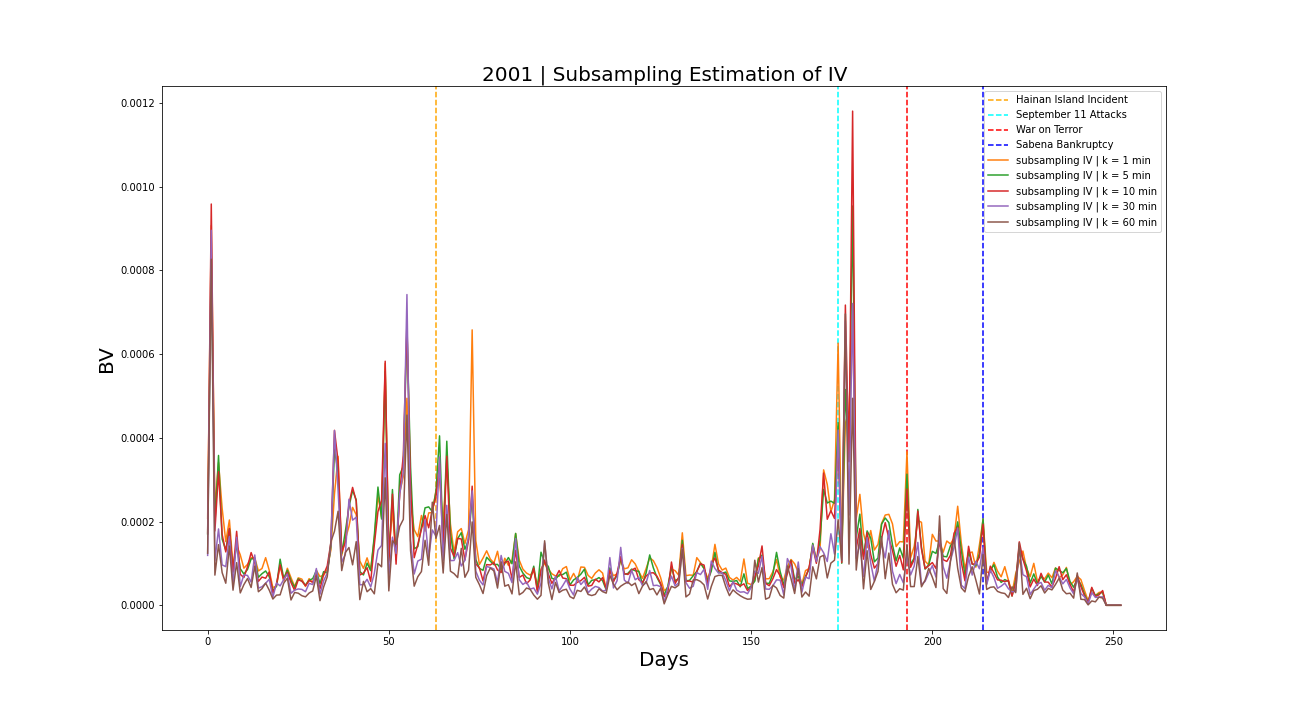 2001 | Subsampling Estimation of IV
BV
0.0012
0.0010
0.0008
0.0006
0.0004
0.0002
0.0000
0 50 100 150 200 250
Days
Hainan Island Incident
September 11 Attacks
War on Terror
Sabena Bankruptcy
subsampling IV | k = 1 min
subsampling IV | k = 5 min
subsampling IV | k = 10 min
subsampling IV | k = 30 min
subsampling IV | k = 60 min